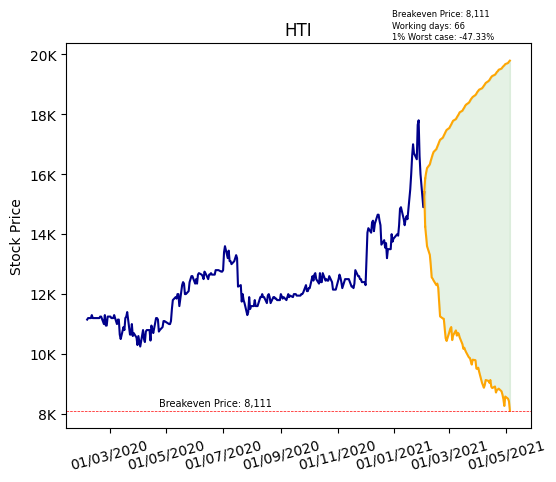 Breakeven Price: 8,111
Working days: 66
1% Worst case: -47.33%
HTI
Stock Price
20K
18K
16K
14K
12K
10K
8K
Breakeven Price: 8,111
01/03/2020
01/05/2020
01/07/2020
01/09/2020
01/11/2020
01/01/2021
01/03/2021
01/05/2021